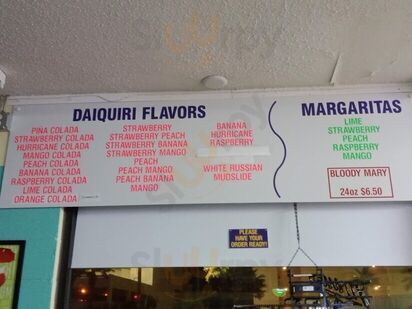 DAIQUIRI FLAVORS
PINA COLADA
STRAWBERRY COLADA
HURRICANE COLADA
MANGO COLADA
PEACH COLADA
BANANA COLADA
RASPBERRY COLADA
LIME COLADA
ORANGE COLADA
STRAWBERRY
STRAWBERRY PEACH
STRAWBERRY BANANA
STRAWBERRY MANGO
PEACH
PEACH MANGO
PEACH BANANA
MANGO
BANANA
HURRICANE
RASPBERRY
WHITE RUSSIAN
MUDSLIDE
MARGARITAS
LIME
STRAWBERRY
PEACH
RASPBERRY
MANGO
BLOODY MARY
24oz $6.50
PLEASE
HAVE YOUR
ORDER READY!
Sluurpy
Sluurpy